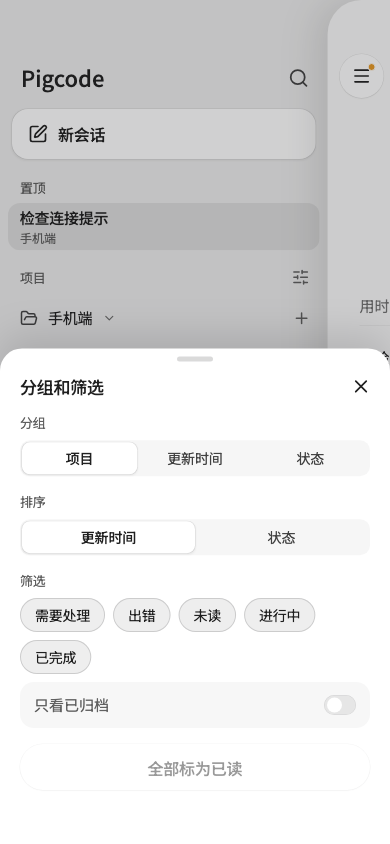 Pigcode
新会话
置顶
检查连接提示
手机端
项目
手机端
用时
分组和筛选
分组
项目 更新时间 状态
排序
更新时间 状态
筛选
需要处理 出错 未读 进行中
已完成
只看已归档
全部标为已读